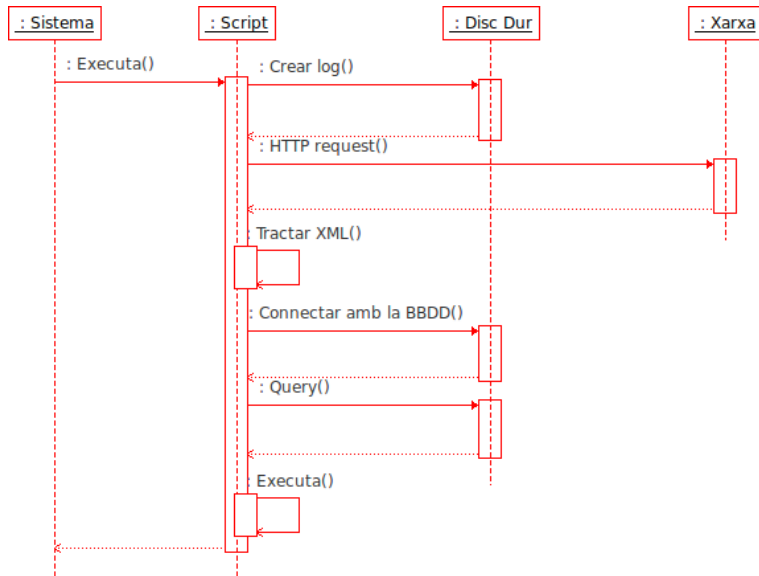 : Sistema
: Script
: Disc Dur
: Xarxa
: Executa()
: Crear log()
: HTTP request()
: Tractar XML()
: Connectar amb la BBDD()
: Query()
: Executa()